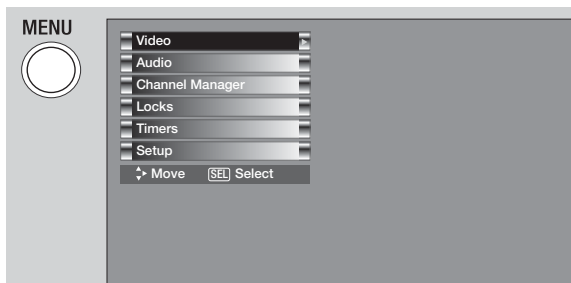 MENU
Video
Audio
Channel Manager
Locks
Timers
Setup
Move SEL Select